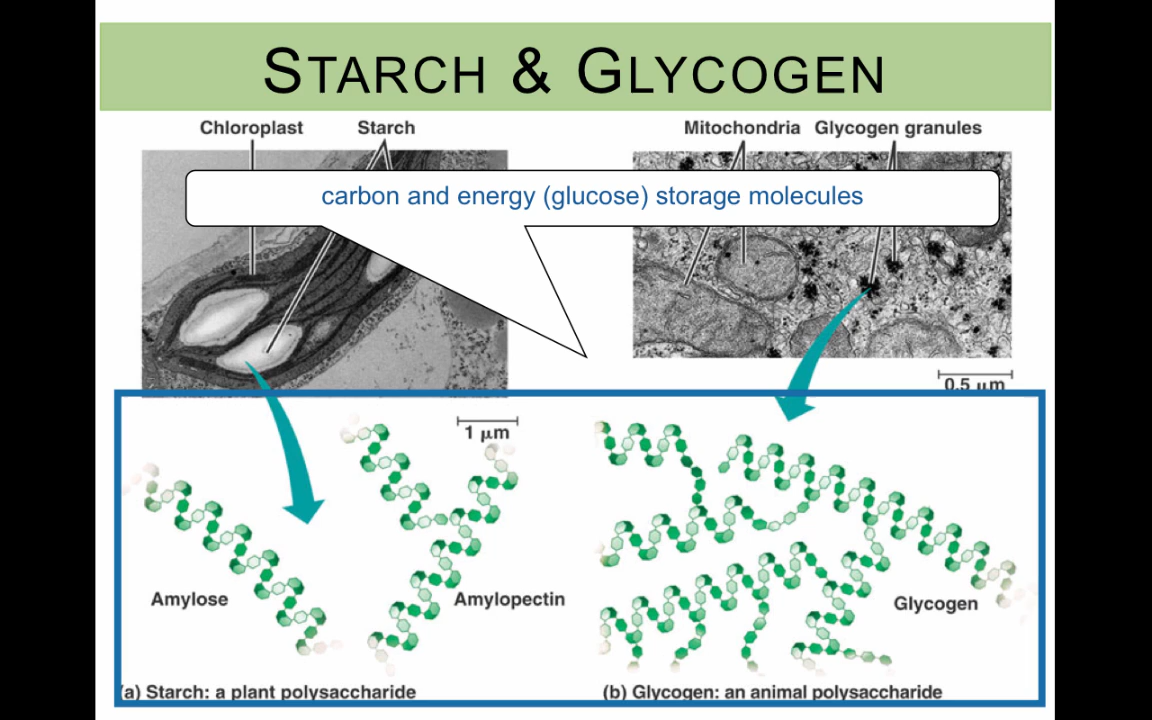 STARCH & GLYCOGEN
Chloroplast Starch
Mitochondria Glycogen granules
carbon and energy (glucose) storage molecules
0.5 μm
1 μm
Amylose
Amylopectin
Glycogen
(a) Starch: a plant polysaccharide
(b) Glycogen: an animal polysaccharide